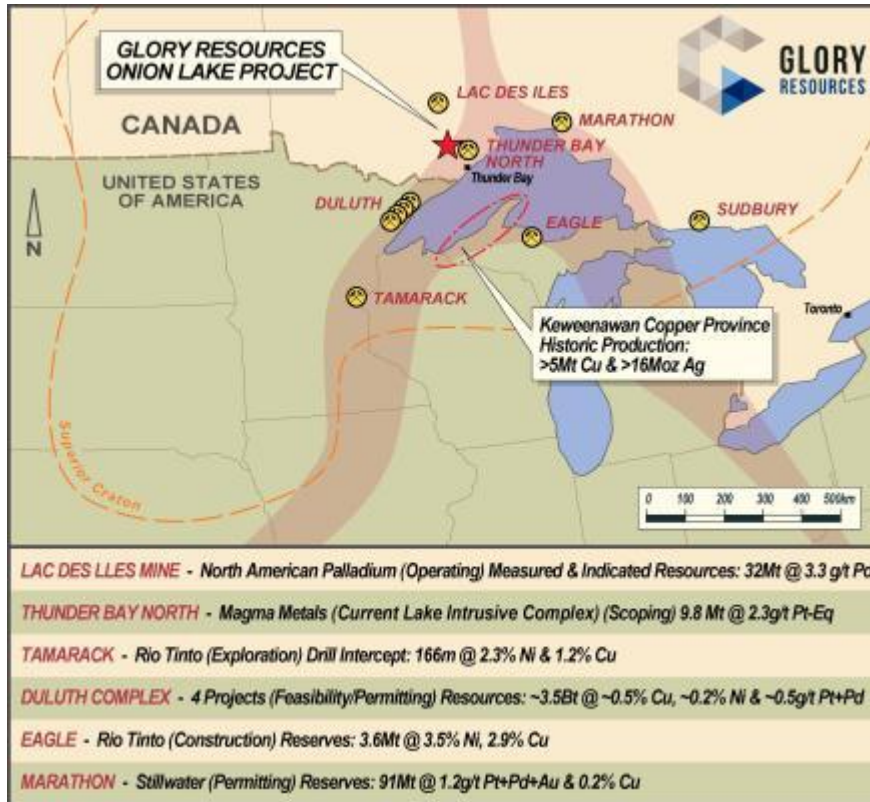 GLORY RESOURCES
ONION LAKE PROJECT
GLORY
RESOURCES
LAC DES ILES
MARATHON
CANADA
THUNDER BAY
NORTH
Thunder Bay
UNITED STATES
OF AMERICA
DULUTH
EAGLE
SUDBURY
N
TAMARACK
Toronto
Keweenawan Copper Province
Historic Production:
>5Mt Cu & >16Moz Ag
Superior Craton
0 100 200 300 400 500km
LAC DES LLES MINE - North American Palladium (Operating) Measured & Indicated Resources: 32Mt @ 3.3 g/t
THUNDER BAY NORTH - Magma Metals (Current Lake Intrusive Complex) (Scoping) 9.8 Mt @ 2.3g/t Pt-Eq
TAMARACK - Rio Tinto (Exploration) Drill Intercept: 166m @ 2.3% Ni & 1.2% Cu
DULUTH COMPLEX - 4 Projects (Feasibility/Permitting) Resources: ~3.5Bt @ ~0.5% Cu, ~0.2% Ni & ~0.5g/t Pt+Pd
EAGLE - Rio Tinto (Construction) Reserves: 3.6Mt @ 3.5% Ni, 2.9% Cu
MARATHON - Stillwater (Permitting) Reserves: 91Mt @ 1.2g/t Pt+Pd+Au & 0.2% Cu